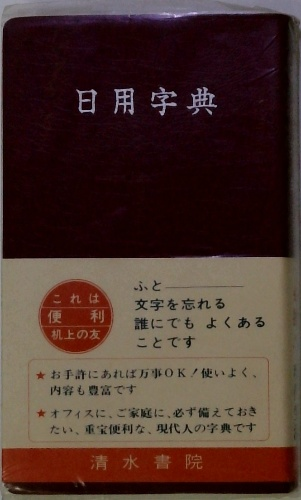 日用字典
これは
便利
机上の友
ふと――――
文字を忘れる
誰にでも よくある
ことです
★お手許にあれば万事OK!使いよく、
内容も豊富です
★オフィスに、ご家庭に、必ず備えておき
たい、重宝便利な、現代人の字典です
清水書院